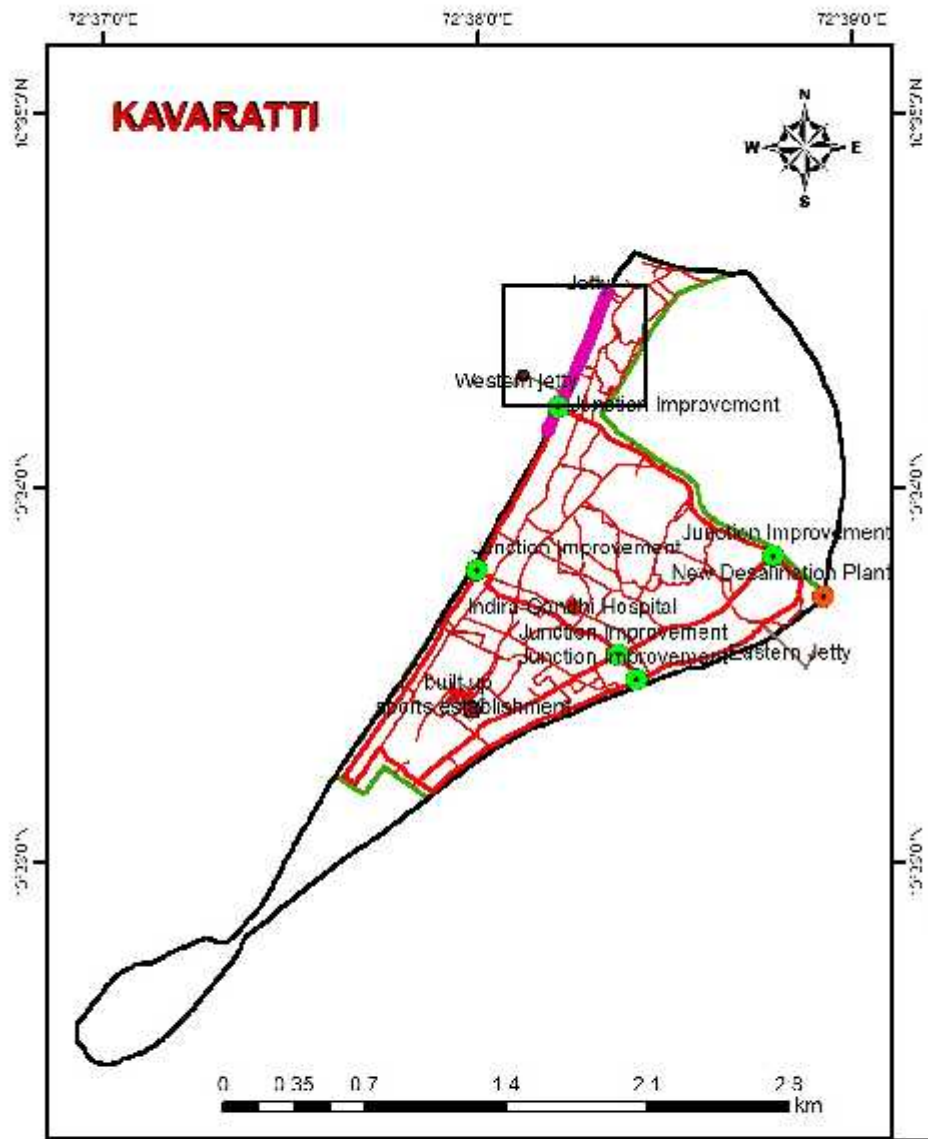 72°37'0"E
72°38'0"E
72°39'0"E
KAVARATTI
N
W
E
S
Jetty
Western jetty
Junction Improvement
Junction Improvement
Junction Improvement
New Desalination Plant
Indira Gandhi Hospital
Junction Improvement
Junction Improvement
Eastern Jetty
built up
sports establishment
0 0.35 0.7 1.4 2.1 2.8
km